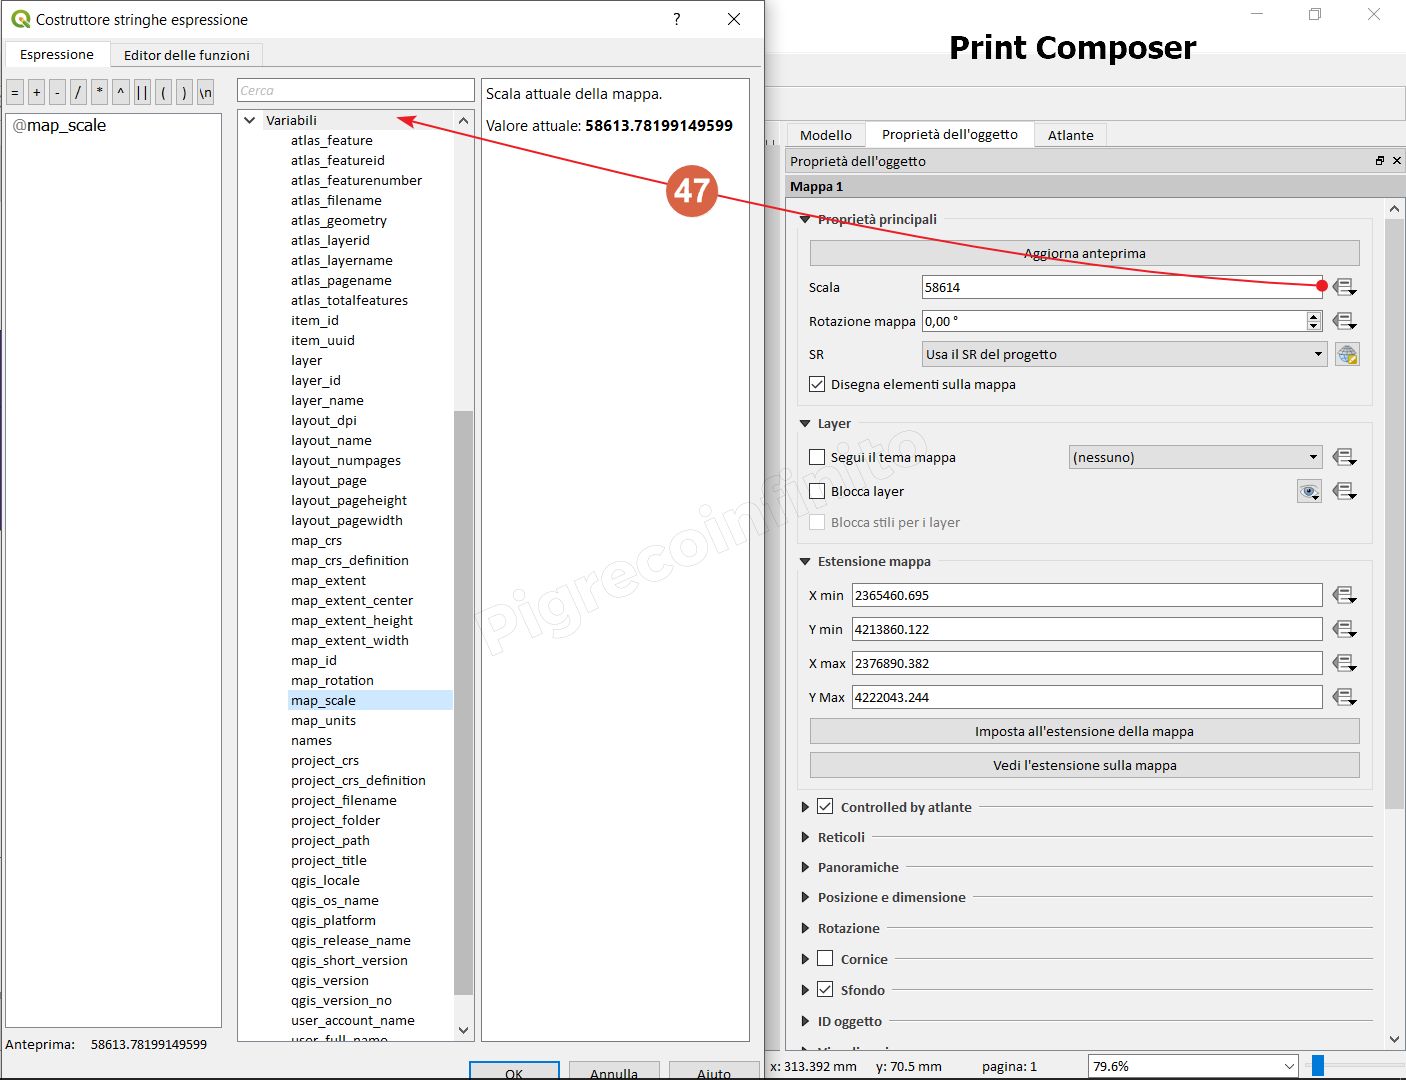 Costruttore stringhe espressione
?
Espressione
Editor delle funzioni
= + - / * ^ || ( ) \n
@map_scale
Anteprima: 58613.78199149599
Cerca
Variabili
atlas_feature
atlas_featureid
atlas_featurenumber
atlas_filename
atlas_geometry
atlas_layerid
atlas_layername
atlas_pagename
atlas_totalfeatures
item_id
item_uuid
layer
layer_id
layer_name
layout_dpi
layout_name
layout_numpages
layout_page
layout_pageheight
layout_pagewidth
map_crs
map_crs_definition
map_extent
map_extent_center
map_extent_height
map_extent_width
map_id
map_rotation
map_scale
map_units
names
project_crs
project_crs_definition
project_filename
project_folder
project_path
project_title
qgis_locale
qgis_os_name
qgis_platform
qgis_release_name
qgis_short_version
qgis_version
qgis_version_no
user_account_name
user_full_name
Scala attuale della mappa.
Valore attuale: 58613.78199149599
OK
Annulla
Aiuto
47
Pigrecoinfinito
Print Composer
Modello
Proprietà dell'oggetto
Atlante
Proprietà dell'oggetto
Mappa 1
Proprietà principali
Aggiorna anteprima
Scala 58614
Rotazione mappa 0,00 °
SR Usa il SR del progetto
Disegna elementi sulla mappa
Layer
Segui il tema mappa (nessuno)
Blocca layer
Blocca stili per i layer
Estensione mappa
X min 2365460.695
Y min 4213860.122
X max 2376890.382
Y Max 4222043.244
Imposta all'estensione della mappa
Vedi l'estensione sulla mappa
Controlled by atlante
Reticoli
Panoramiche
Posizione e dimensione
Rotazione
Cornice
Sfondo
ID oggetto
x: 313.392 mm y: 70.5 mm pagina: 1 79.6%